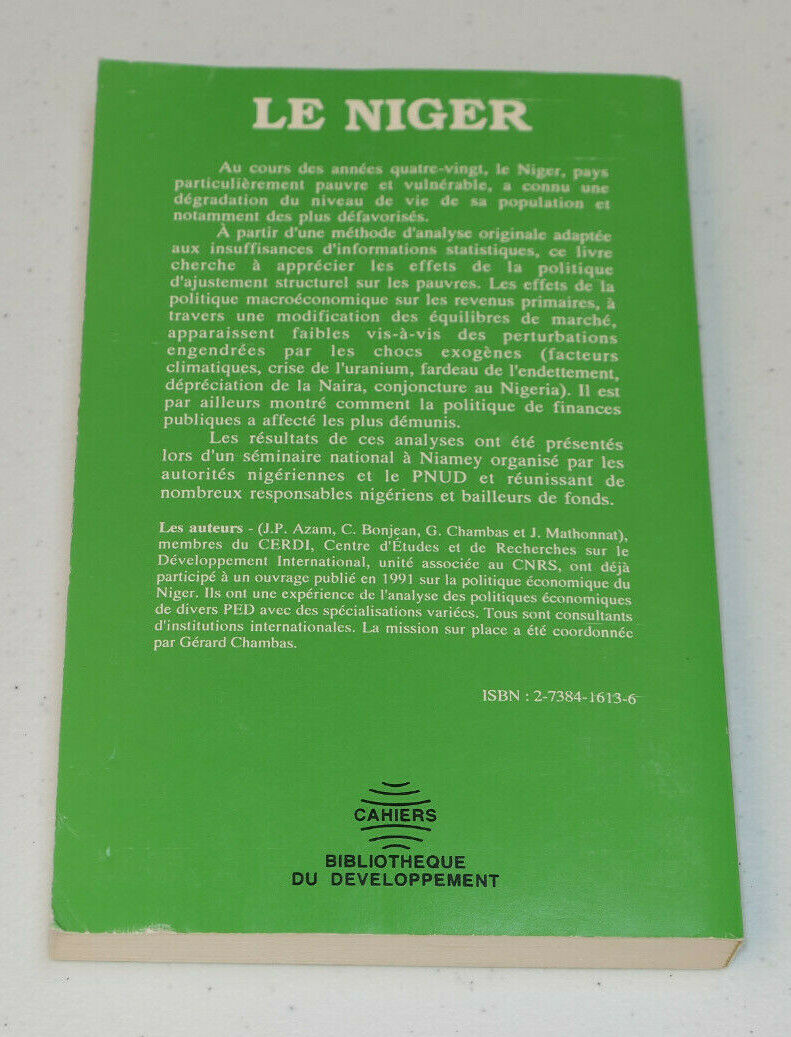 LE NIGER
Au cours des années quatre-vingt, le Niger, pays
particulièrement pauvre et vulnérable, a connu une
dégradation du niveau de vie de sa population et
notamment des plus défavorisés.
À partir d'une méthode d'analyse originale adaptée
aux insuffisances d'informations statistiques, ce livre
cherche à apprécier les effets de la politique
d'ajustement structurel sur les pauvres. Les effets de la
politique macroéconomique sur les revenus primaires, à
travers une modification des équilibres de marché,
apparaissent faibles vis-à-vis des perturbations
engendrées par les chocs exogènes (facteurs
climatiques, crise de l'uranium, fardeau de l'endettement,
dépréciation de la Naira, conjoncture au Nigeria). Il est
par ailleurs montré comment la politique de finances
publiques a affecté les plus démunis.
Les résultats de ces analyses ont été présentés
lors d'un séminaire national à Niamey organisé par les
autorités nigériennes et le PNUD et réunissant de
nombreux responsables nigériens et bailleurs de fonds.
Les auteurs - (J.P. Azam, C. Bonjean, G. Chambas et J. Mathonnat),
membres du CERDI, Centre d'Études et de Recherches sur le
Développement International, unité associée au CNRS, ont déjà
participé à un ouvrage publié en 1991 sur la politique économique du
Niger. Ils ont une expérience de l'analyse des politiques économiques
de divers PED avec des spécialisations variées. Tous sont consultants
d'institutions internationales. La mission sur place a été coordonnée
par Gérard Chambas.
ISBN : 2-7384-1613-6
CAHIERS
BIBLIOTHEQUE
DU DEVELOPPEMENT